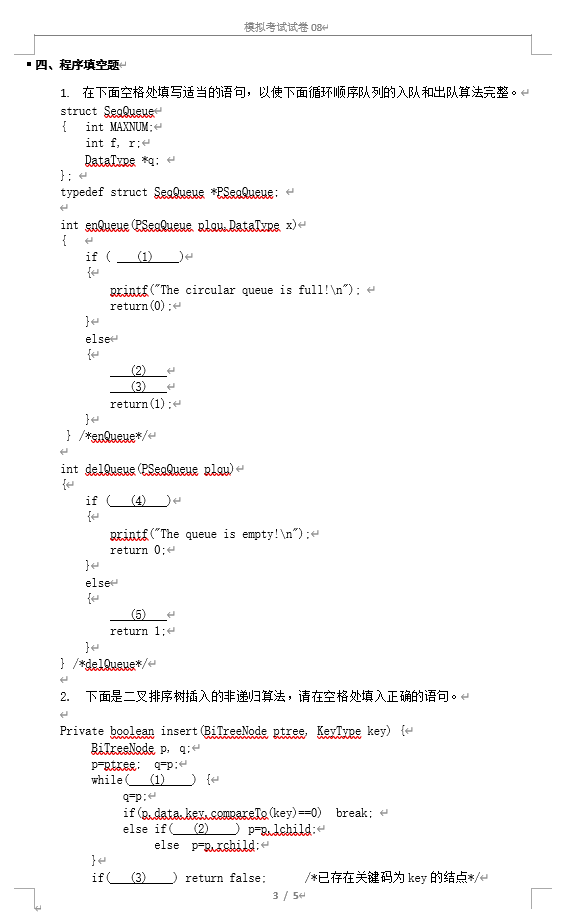 模拟考试试卷 08
四、程序填空题
1. 在下面空格处填写适当的语句，以使下面循环顺序队列的入队和出队算法完整。
struct SeqQueue
{ int MAXNUM;
int f, r;
DataType *q;
};
typedef struct SeqQueue *PSeqQueue;
int enQueue(PSeqQueue plqu,DataType x)
{
if ( (1) )
{
printf("The circular queue is full!\n");
return(0);
}
else
{
(2)
(3)
return(1);
}
} /*enQueue*/
int delQueue(PSeqQueue plqu)
{
if ( (4) )
{
printf("The queue is empty!\n");
return 0;
}
else
{
(5)
return 1;
}
} /*delQueue*/
2. 下面是二叉排序树插入的非递归算法，请在空格处填入正确的语句。
Private boolean insert(BiTreeNode ptree, KeyType key) {
BiTreeNode p, q;
p=ptree; q=p;
while( (1) ) {
q=p;
if(p.data.key.compareTo(key)==0) break;
else if( (2) ) p=p.lchild;
else p=p.rchild;
}
if( (3) ) return false; /*已存在关键码为 key 的结点*/
3 / 5